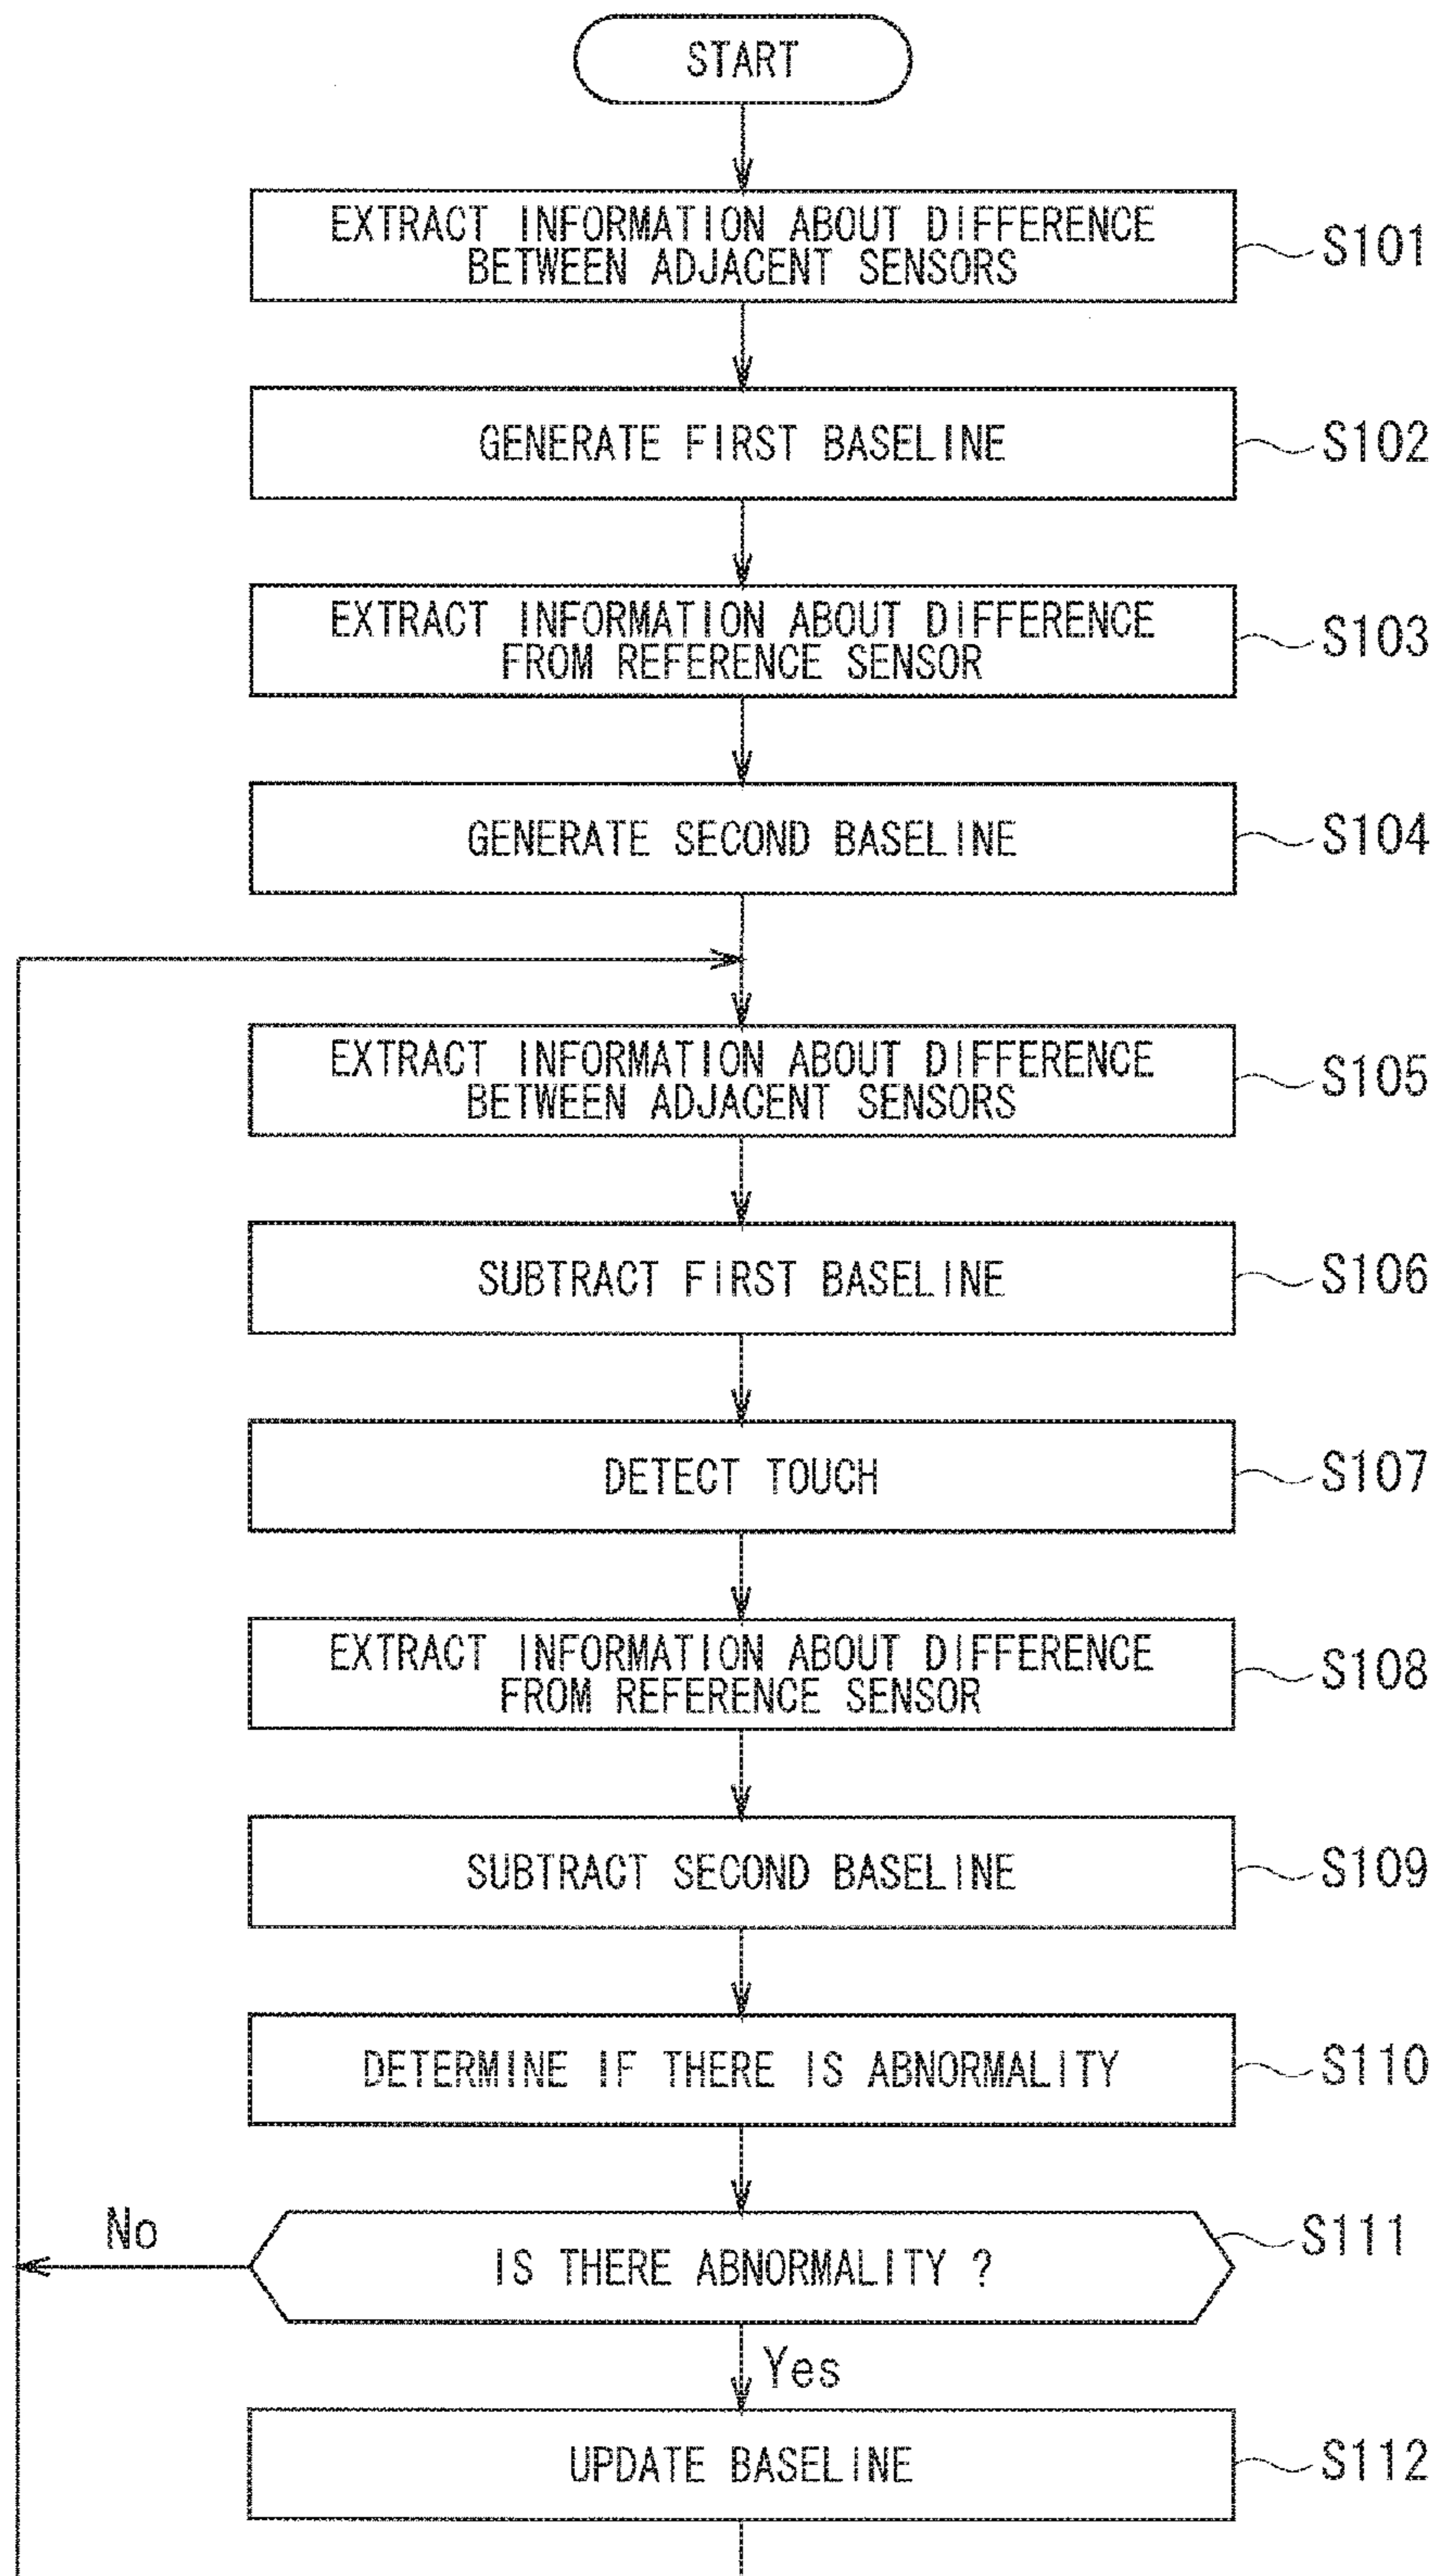 START
EXTRACT INFORMATION ABOUT DIFFERENCE
BETWEEN ADJACENT SENSORS
S101
GENERATE FIRST BASELINE
S102
EXTRACT INFORMATION ABOUT DIFFERENCE
FROM REFERENCE SENSOR
S103
GENERATE SECOND BASELINE
S104
EXTRACT INFORMATION ABOUT DIFFERENCE
BETWEEN ADJACENT SENSORS
S105
SUBTRACT FIRST BASELINE
S106
DETECT TOUCH
S107
EXTRACT INFORMATION ABOUT DIFFERENCE
FROM REFERENCE SENSOR
S108
SUBTRACT SECOND BASELINE
S109
DETERMINE IF THERE IS ABNORMALITY
S110
No
IS THERE ABNORMALITY ?
S111
Yes
UPDATE BASELINE
S112